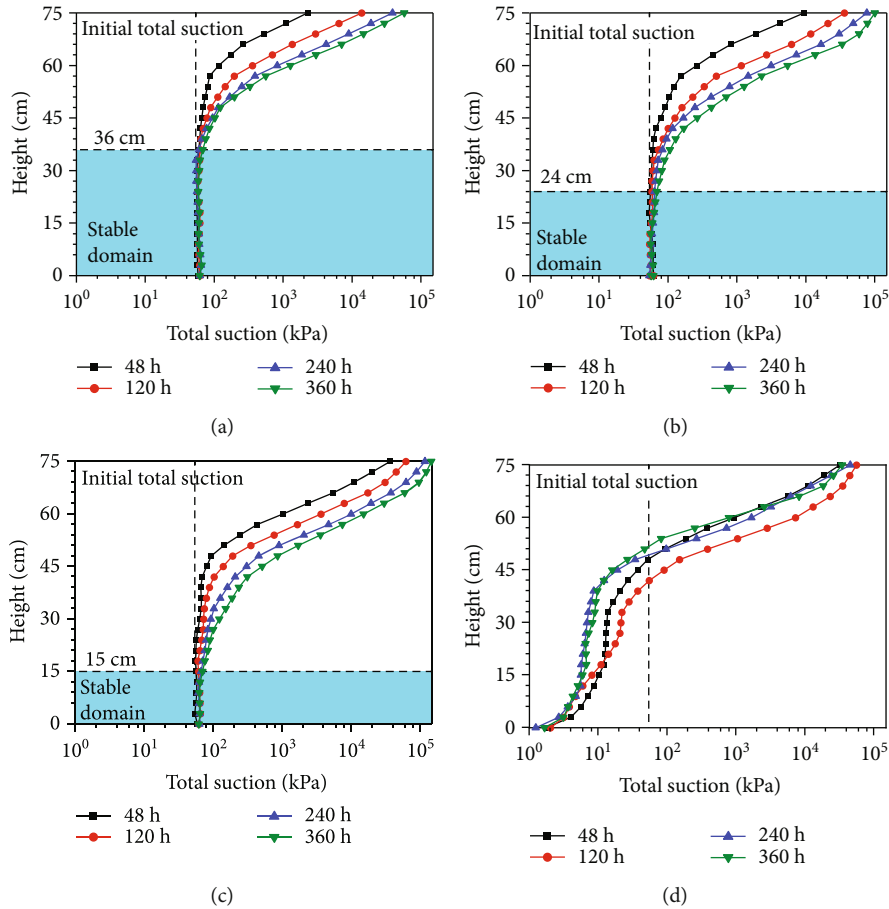 75
60
45
30
15
0
Height (cm)
Initial total suction
36 cm
Stable
domain
10^0
10^1
10^2
10^3
10^4
10^5
Total suction (kPa)
48 h
240 h
120 h
360 h
(a)
75
60
45
30
15
0
Height (cm)
Initial total suction
24 cm
Stable
domain
10^0
10^1
10^2
10^3
10^4
10^5
Total suction (kPa)
48 h
240 h
120 h
360 h
(b)
75
60
45
30
15
0
Height (cm)
Initial total suction
15 cm
Stable
domain
10^0
10^1
10^2
10^3
10^4
10^5
Total suction (kPa)
48 h
240 h
120 h
360 h
(c)
75
60
45
30
15
0
Height (cm)
Initial total suction
10^0
10^1
10^2
10^3
10^4
10^5
Total suction (kPa)
48 h
240 h
120 h
360 h
(d)